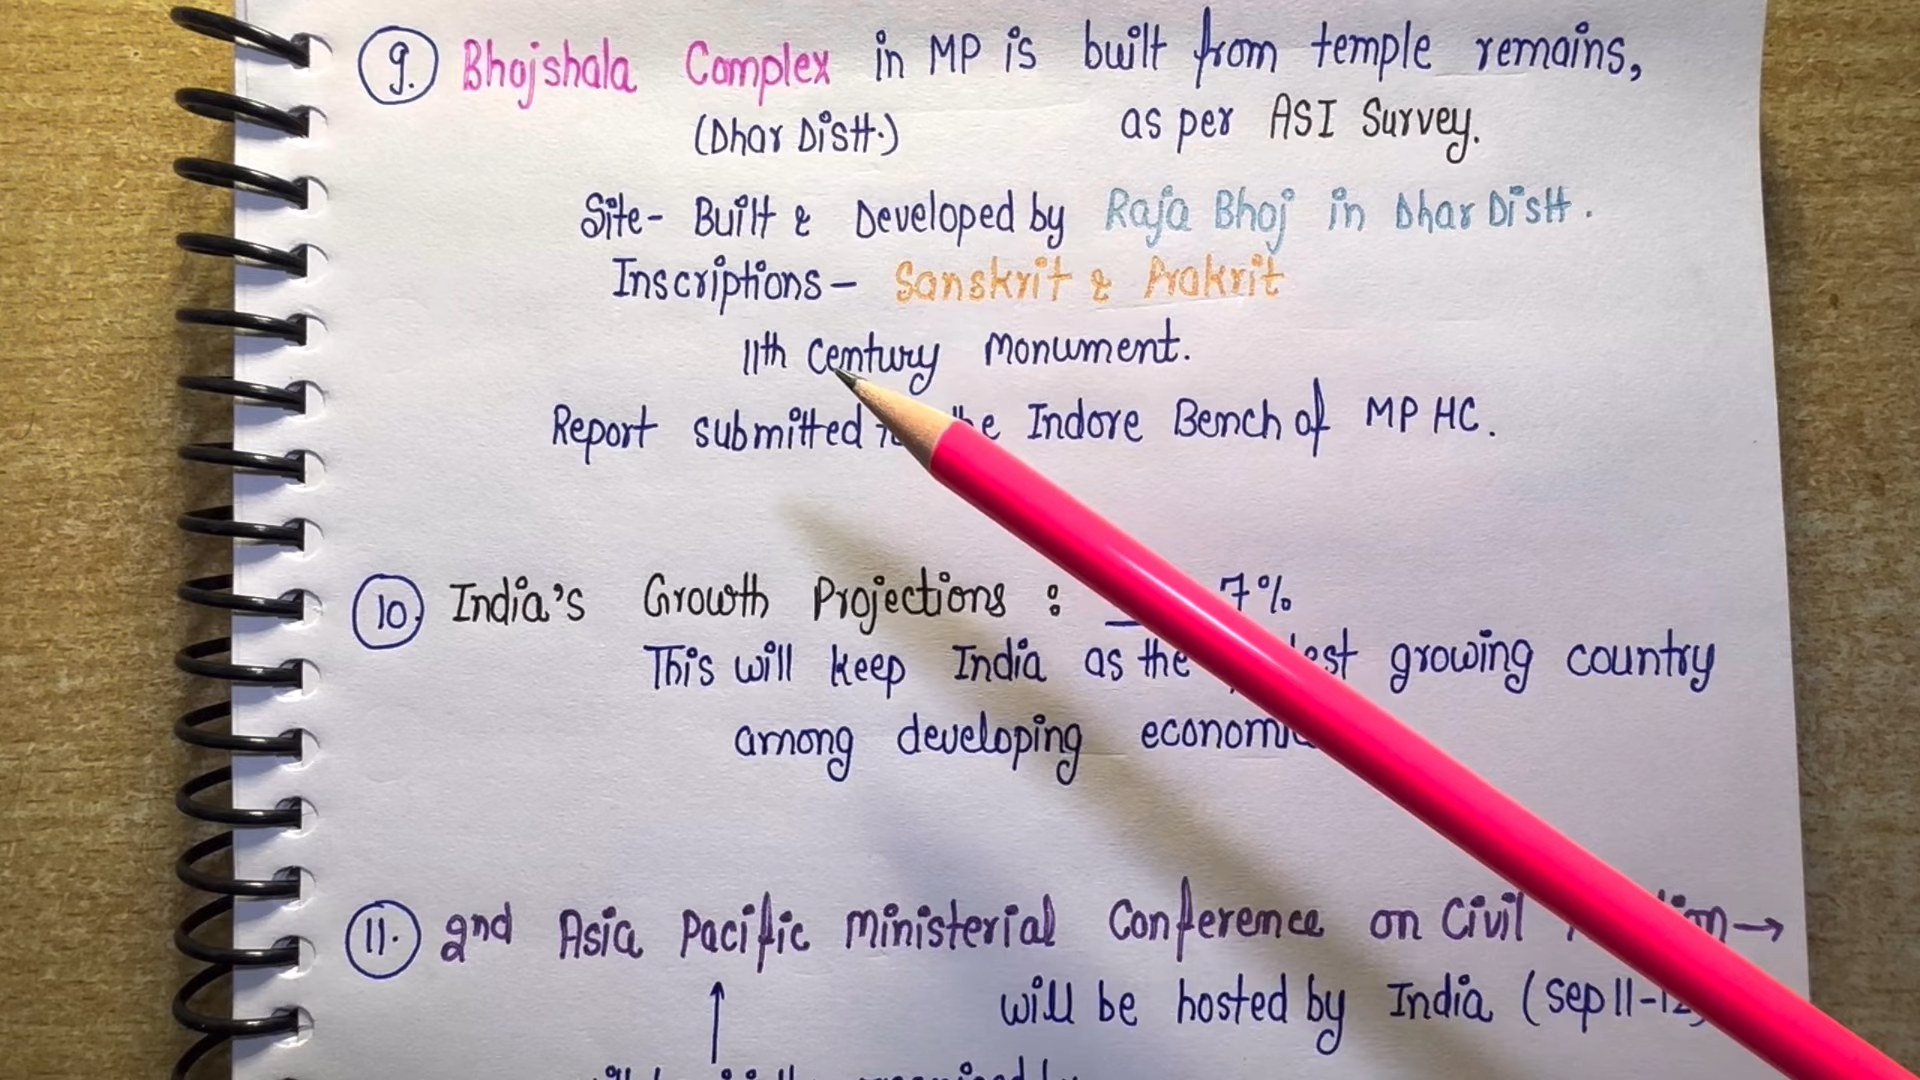 9. Bhojshala Complex in MP is built from temple remains,
(Dhar Distt.) as per ASI Survey.
Site- Built & Developed by Raja Bhoj in Dhar Distt.
Inscriptions - Sanskrit & Prakrit
11th Century Monument.
Report submitted Indore Bench of MP HC.
10. India's Growth Projections : 7%
This will keep India as the growing country
among developing
11. 2nd Asia Pacific Ministerial Conference on Civil →
will be hosted by India (Sep 11-12)